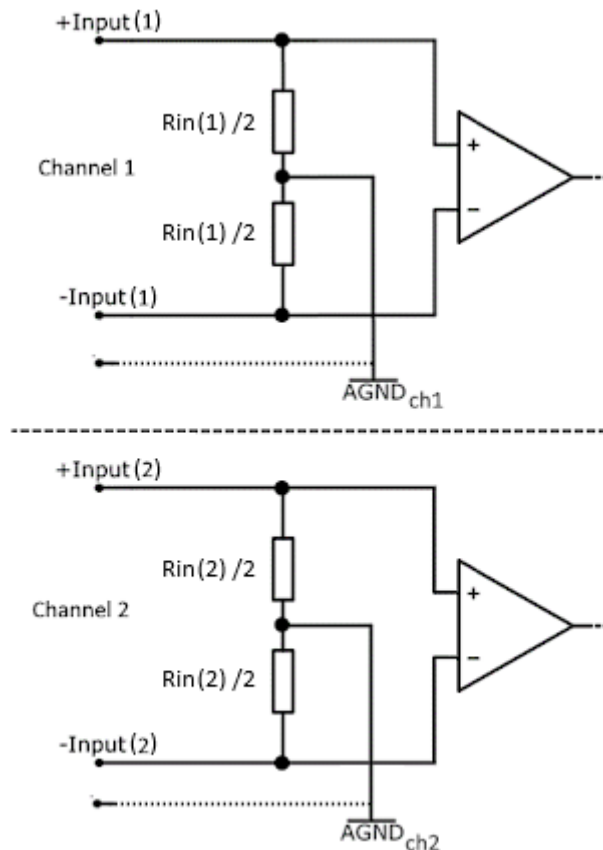 +Input(1)
Rin(1)/2
Channel 1
+
Rin(1)/2
−
-Input(1)
AGNDch1
+Input(2)
Rin(2)/2
Channel 2
+
Rin(2)/2
−
-Input(2)
AGNDch2